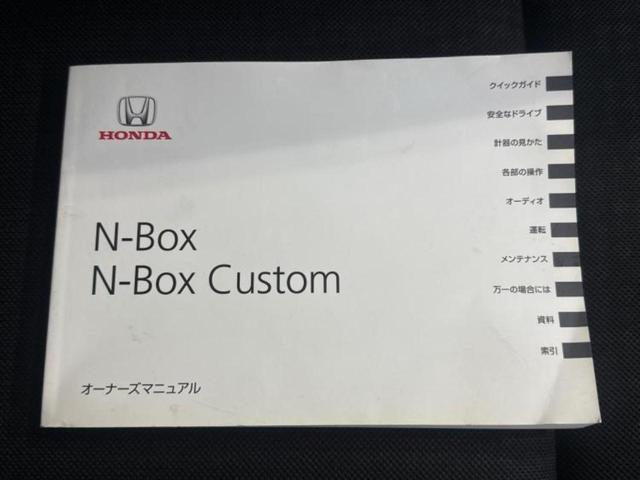 HONDA
N-Box
N-Box Custom
オーナーズマニュアル
クイックガイド
安全なドライブ
計器の見かた
各部の操作
オーディオ
運転
メンテナンス
万一の場合には
資料
索引